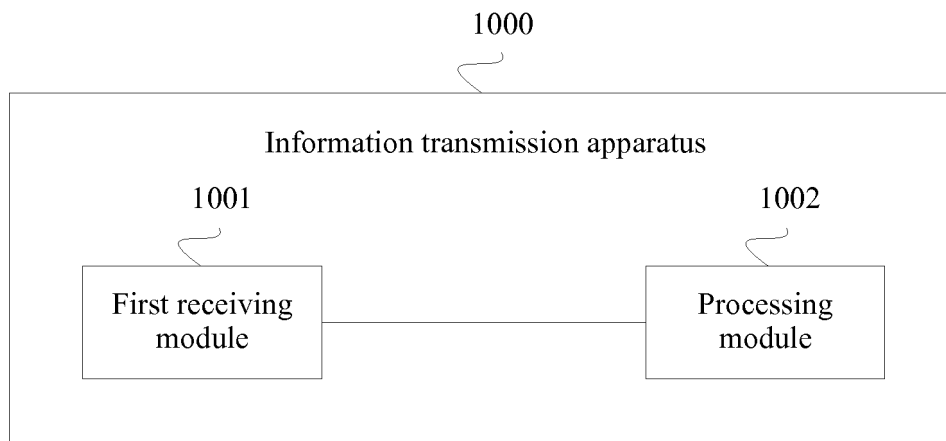 1000
Information transmission apparatus
1001
1002
First receiving
module
Processing
module